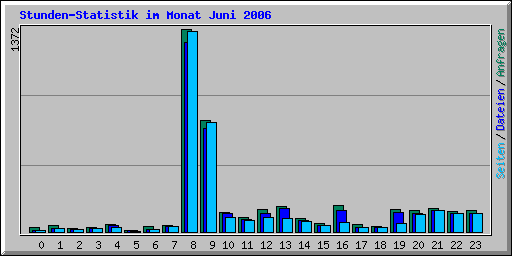 Stunden-Statistik im Monat Juni 2006
1372
Seiten / Dateien / Anfragen
0 1 2 3 4 5 6 7 8 9 10 11 12 13 14 15 16 17 18 19 20 21 22 23